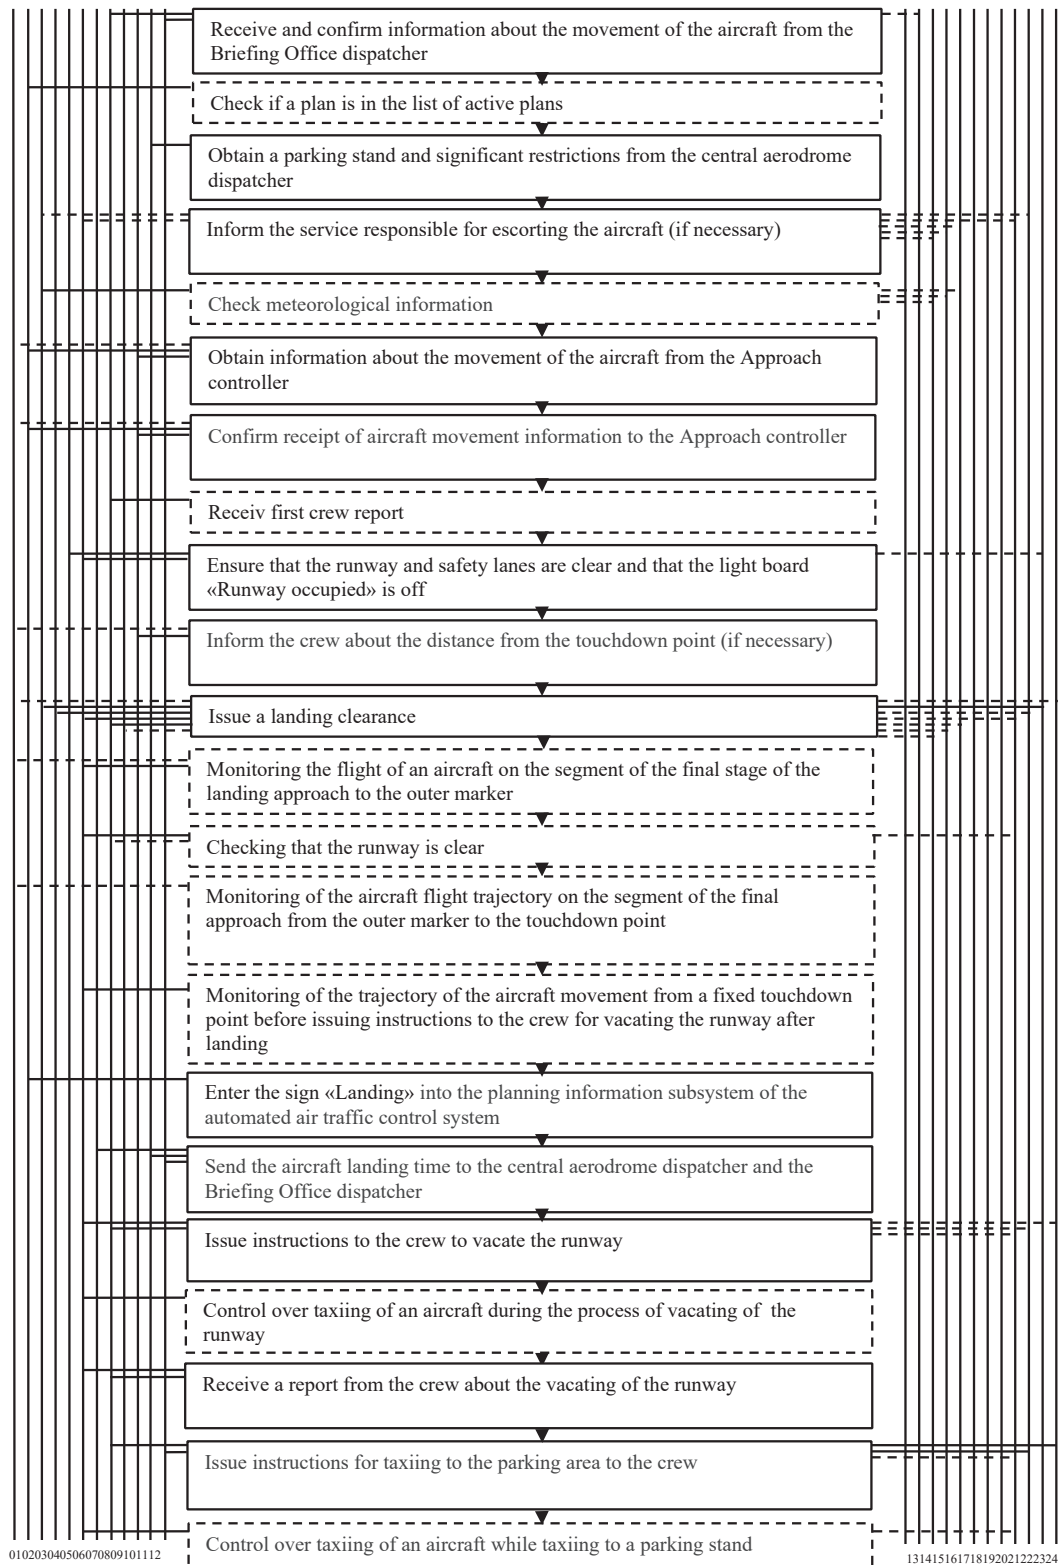 Receive and confirm information about the movement of the aircraft from the
Briefing Office dispatcher
Check if a plan is in the list of active plans
Obtain a parking stand and significant restrictions from the central aerodrome
dispatcher
Inform the service responsible for escorting the aircraft (if necessary)
Check meteorological information
Obtain information about the movement of the aircraft from the Approach
controller
Confirm receipt of aircraft movement information to the Approach controller
Receiv first crew report
Ensure that the runway and safety lanes are clear and that the light board
«Runway occupied» is off
Inform the crew about the distance from the touchdown point (if necessary)
Issue a landing clearance
Monitoring the flight of an aircraft on the segment of the final stage of the
landing approach to the outer marker
Checking that the runway is clear
Monitoring of the aircraft flight trajectory on the segment of the final
approach from the outer marker to the touchdown point
Monitoring of the trajectory of the aircraft movement from a fixed touchdown
point before issuing instructions to the crew for vacating the runway after
landing
Enter the sign «Landing» into the planning information subsystem of the
automated air traffic control system
Send the aircraft landing time to the central aerodrome dispatcher and the
Briefing Office dispatcher
Issue instructions to the crew to vacate the runway
Control over taxiing of an aircraft during the process of vacating of the
runway
Receive a report from the crew about the vacating of the runway
Issue instructions for taxiing to the parking area to the crew
Control over taxiing of an aircraft while taxiing to a parking stand
010203040506070809101112
131415161718192021222324